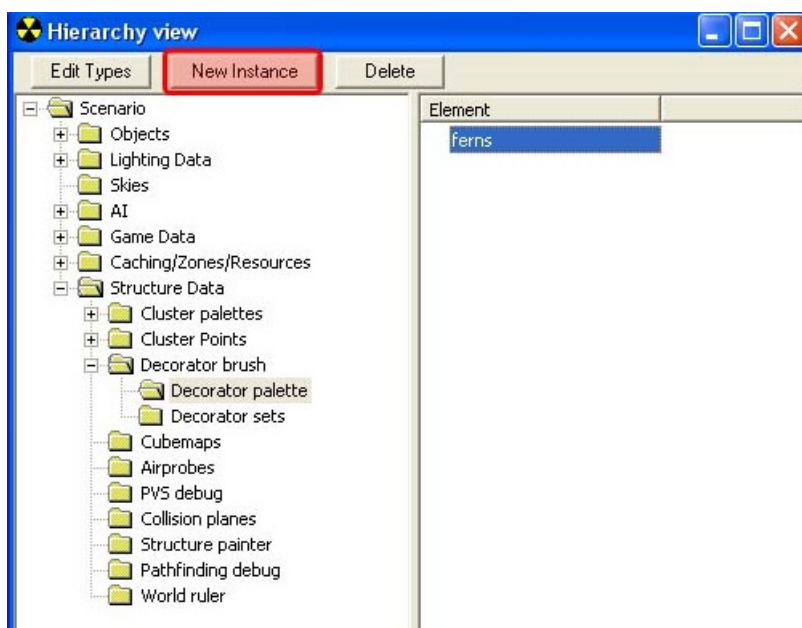 Hierarchy view
Edit Types
New Instance
Delete
Scenario
Objects
Lighting Data
Skies
AI
Game Data
Caching/Zones/Resources
Structure Data
Cluster palettes
Cluster Points
Decorator brush
Decorator palette
Decorator sets
Cubemaps
Airprobes
PVS debug
Collision planes
Structure painter
Pathfinding debug
World ruler
Element
ferns